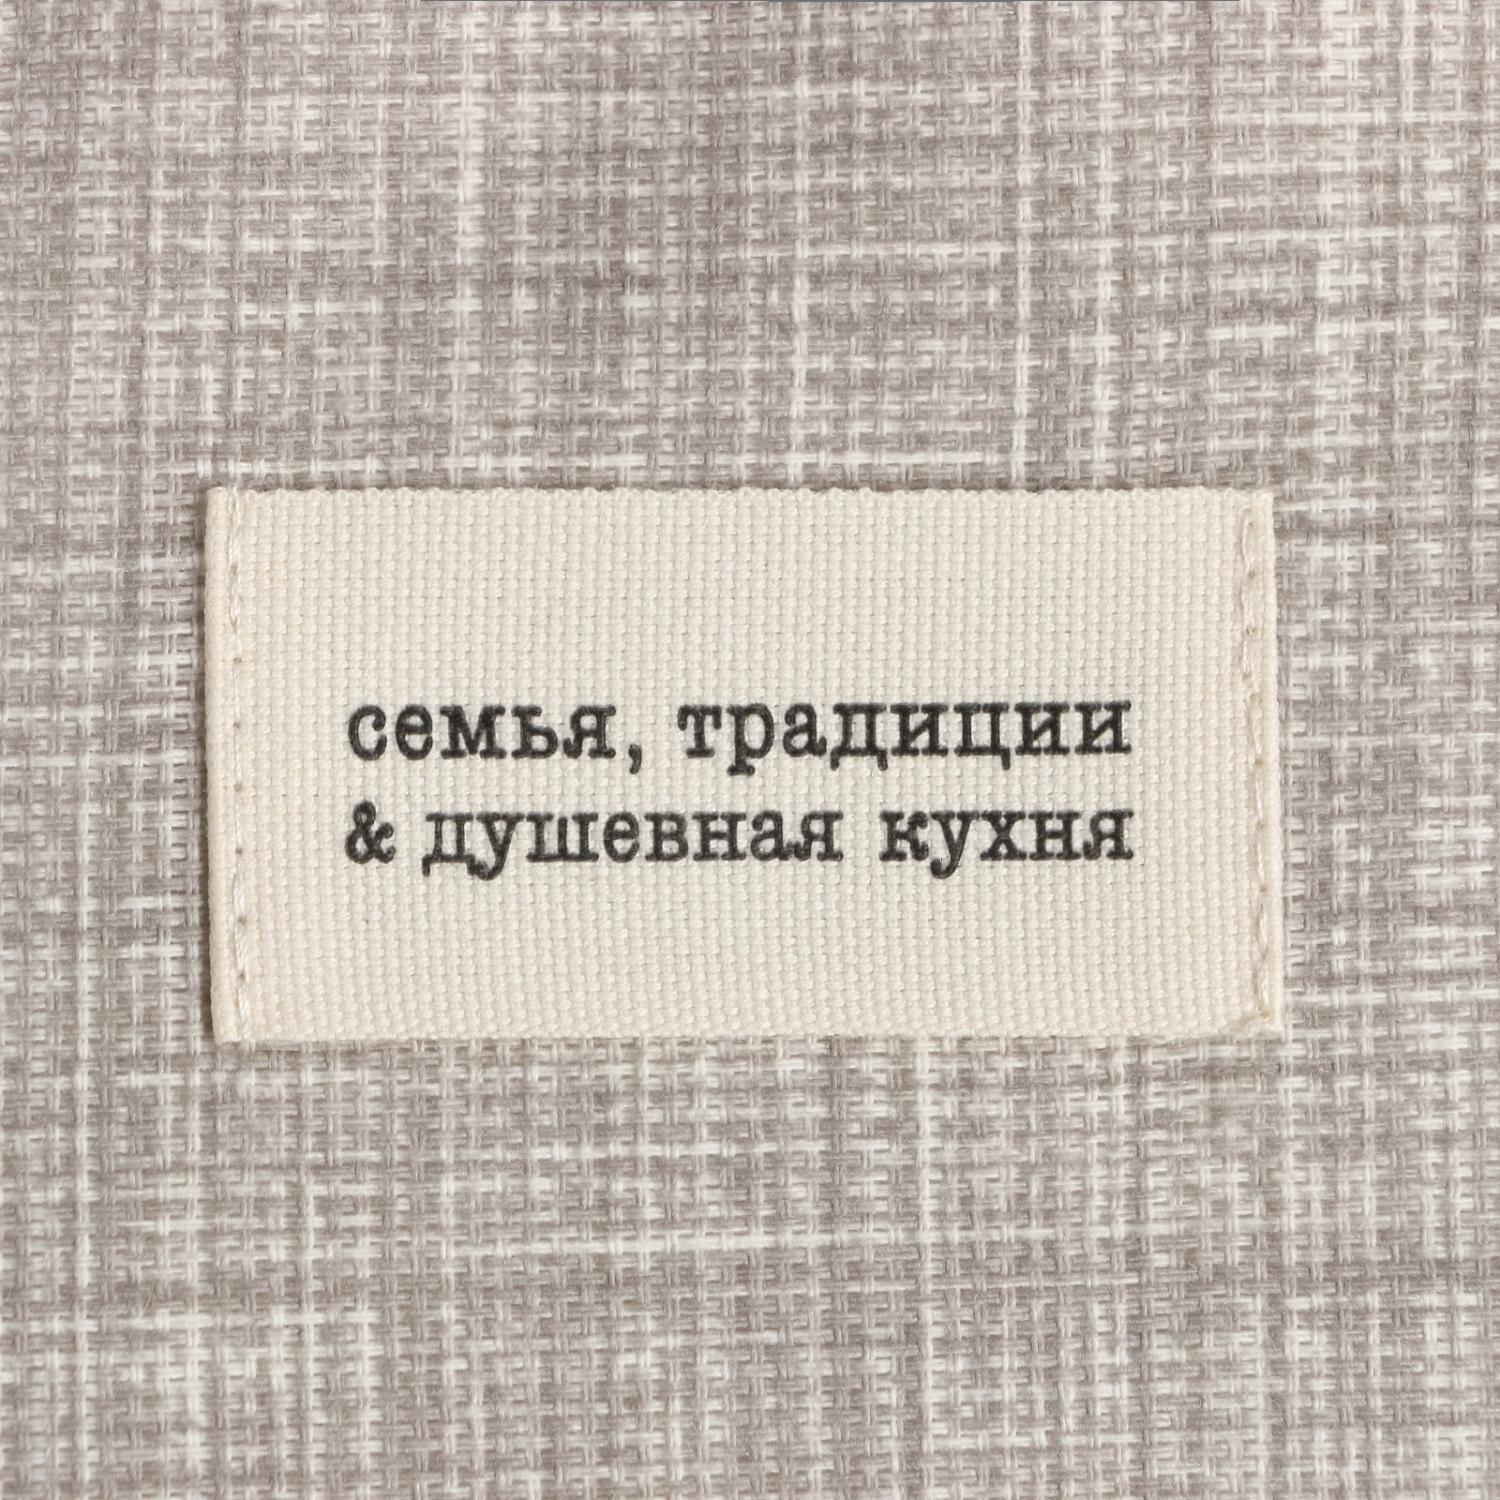 семья, традиции
& душевная кухня